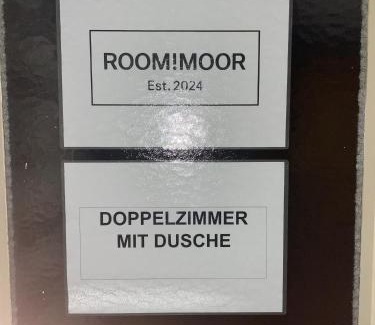 ROOM!MOOR
Est. 2024
DOPPELZIMMER
MIT DUSCHE